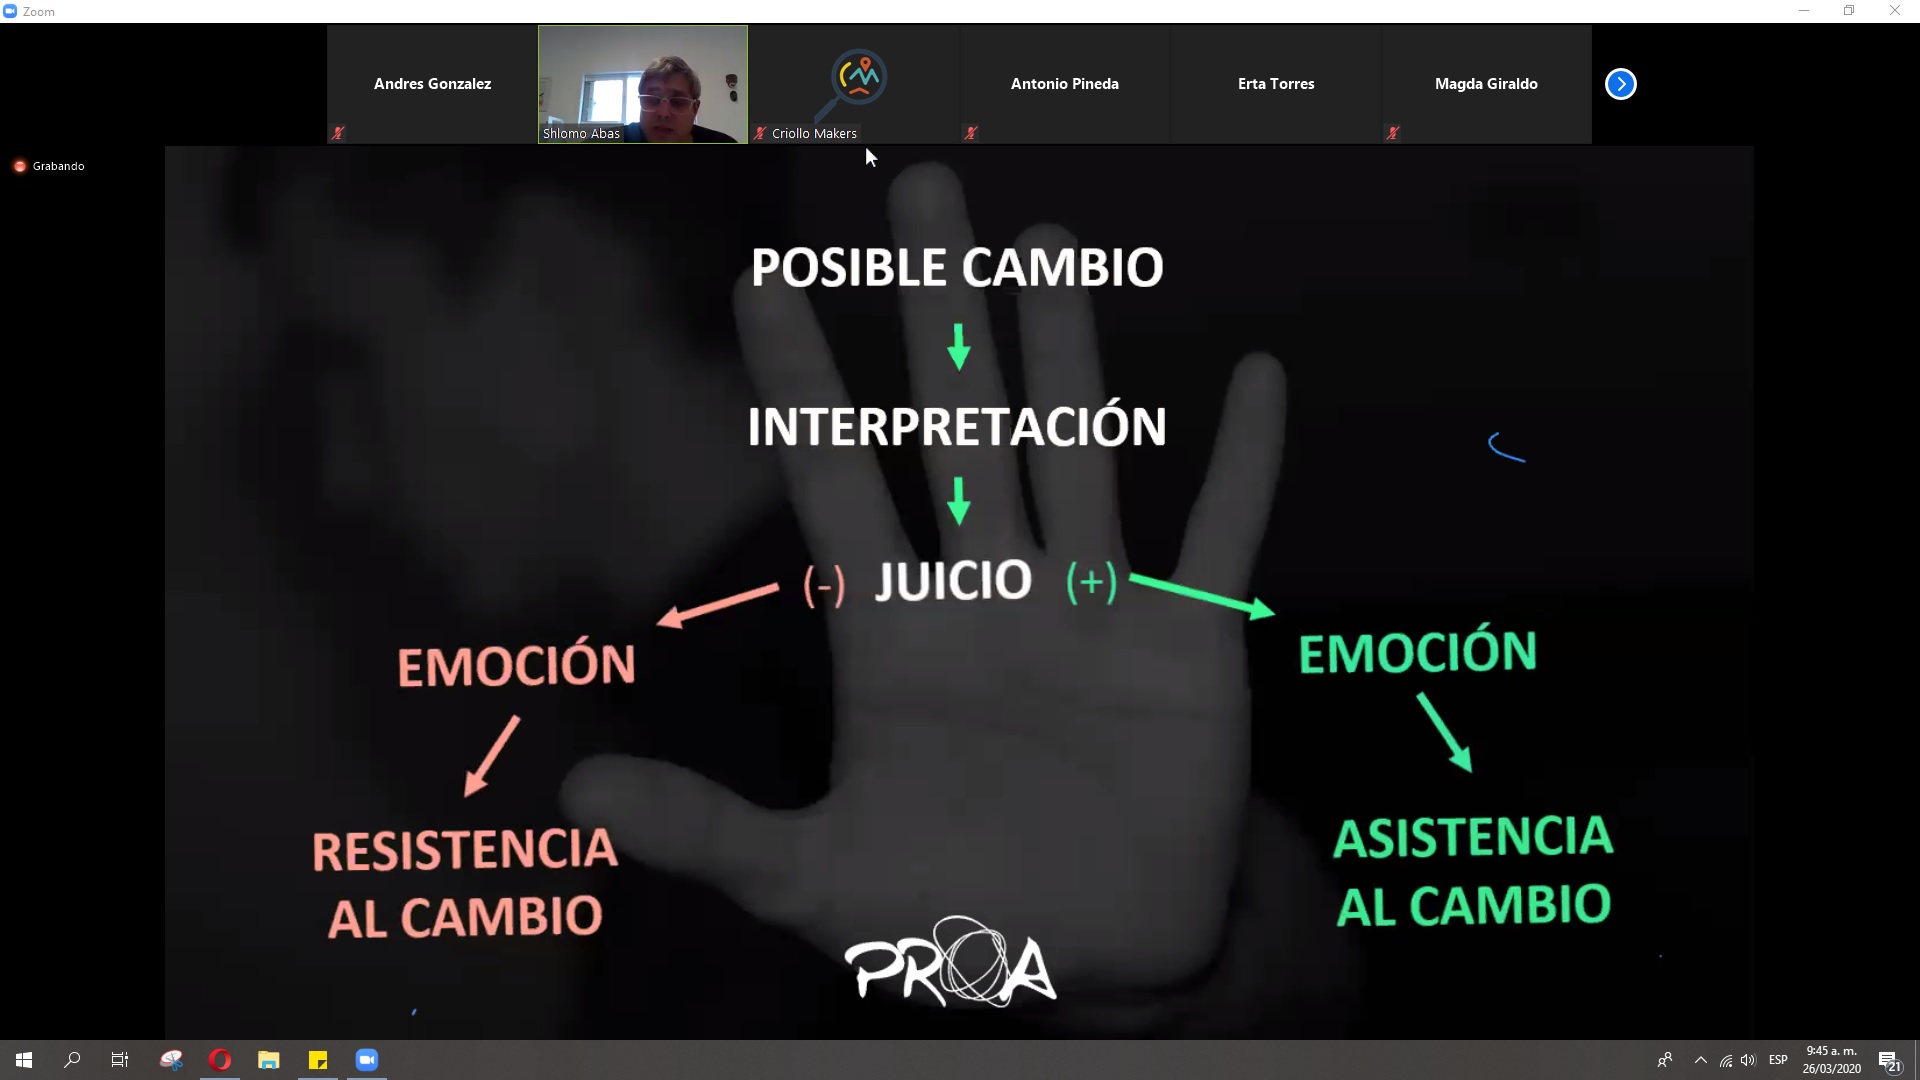 Zoom
Andres Gonzalez
Shlomo Abas
Criollo Makers
Antonio Pineda
Erta Torres
Magda Giraldo
Grabando
POSIBLE CAMBIO
INTERPRETACIÓN
(-) JUICIO (+)
EMOCIÓN
EMOCIÓN
RESISTENCIA
AL CAMBIO
ASISTENCIA
AL CAMBIO
PROA
ESP
9:45 a. m.
26/03/2020
21